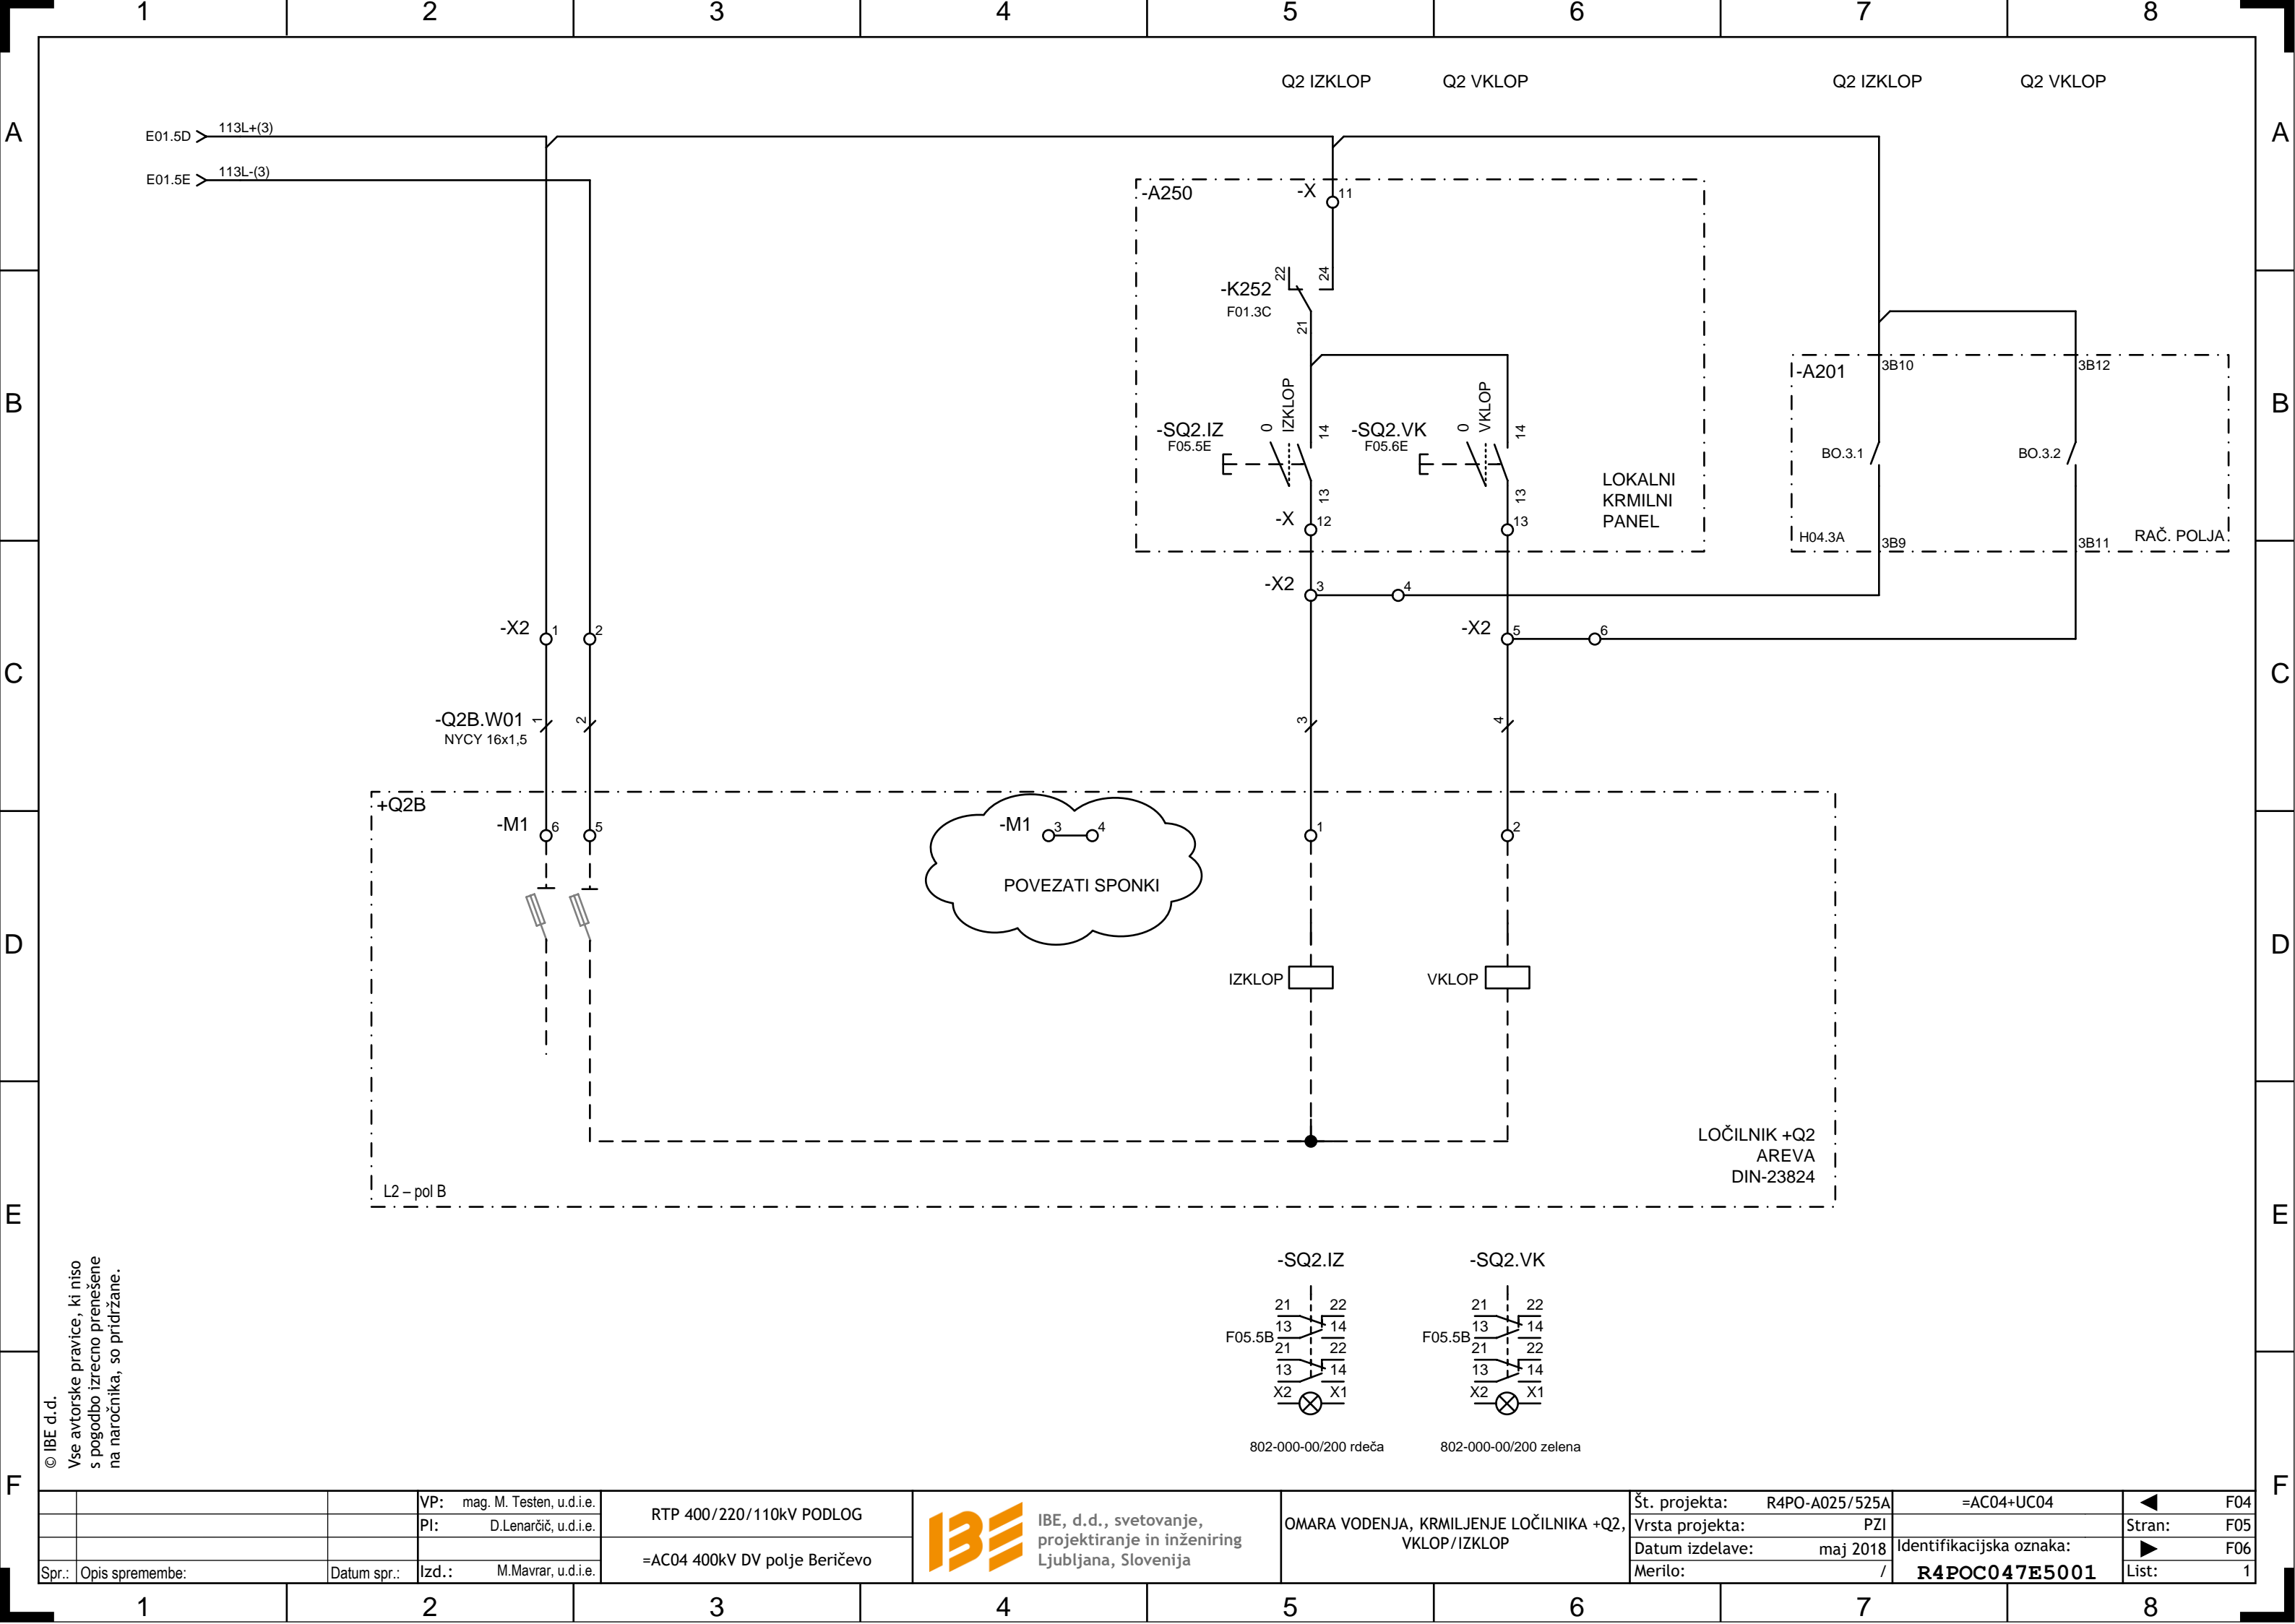 1 2 3 4 5 6 7 8
Q2 IZKLOP Q2 VKLOP Q2 IZKLOP Q2 VKLOP
A A
E01.5D 113L+(3)
E01.5E 113L-(3)
-A250 -X 11
22 24
-K252
F01.3C
21
-A201 3B10 3B12
B B
-SQ2.IZ
F05.5E
0 IZKLOP 14
13
-SQ2.VK
F05.6E
0 VKLOP 14
13
BO.3.1 BO.3.2
LOKALNI
KRMILNI
PANEL
-X 12 13
H04.3A 3B9 3B11 RAČ. POLJA
-X2 3 4
-X2 1 2
-X2 5 6
C C
-Q2B.W01
NYCY 16x1,5
1 2 3 4
+Q2B
-M1 6 5
-M1 3 4
1 2
POVEZATI SPONKI
D D
IZKLOP VKLOP
LOČILNIK +Q2
AREVA
DIN-23824
L2 – pol B
E E
-SQ2.IZ -SQ2.VK
21 22 21 22
13 14 13 14
F05.5B F05.5B
21 22 21 22
13 14 13 14
X2 X1 X2 X1
802-000-00/200 rdeča 802-000-00/200 zelena
© IBE d.d.
Vse avtorske pravice, ki niso
s pogodbo izrecno prenešene
na naročnika, so pridržane.
F F
Spr.: Opis spremembe: Datum spr.:
VP: mag. M. Testen, u.d.i.e.
PI: D.Lenarčič, u.d.i.e.
Izd.: M.Mavrar, u.d.i.e.
RTP 400/220/110kV PODLOG
=AC04 400kV DV polje Beričevo
IBE
IBE, d.d., svetovanje,
projektiranje in inženiring
Ljubljana, Slovenija
OMARA VODENJA, KRMILJENJE LOČILNIKA +Q2,
VKLOP/IZKLOP
Št. projekta: R4PO-A025/525A
Vrsta projekta: PZI
Datum izdelave: maj 2018
Merilo: /
=AC04+UC04
Identifikacijska oznaka:
R4POC047E5001
F04
Stran: F05
F06
List: 1
1 2 3 4 5 6 7 8